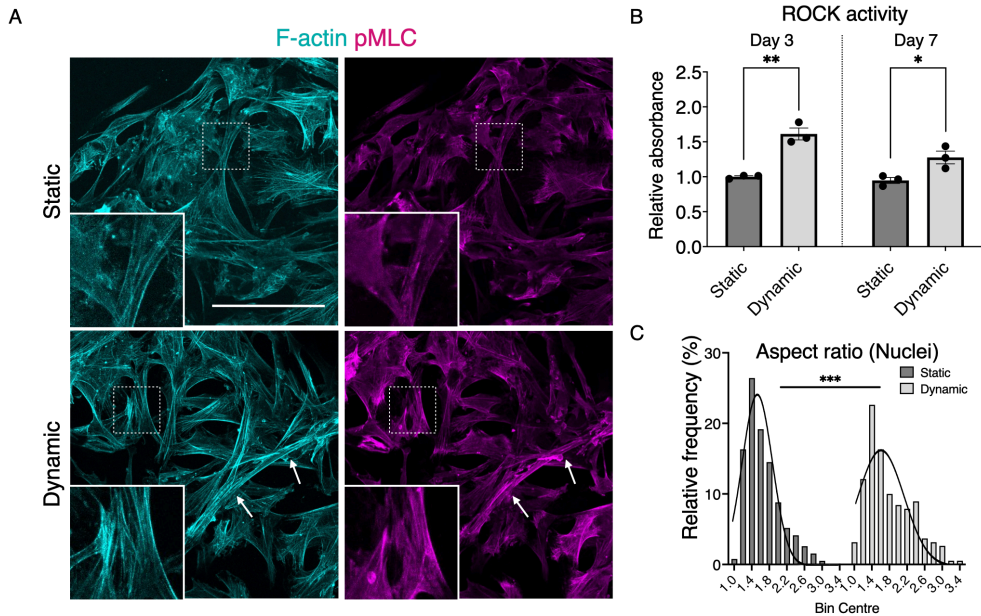 A
F-actin pMLC
Static
Dynamic
B
ROCK activity
Day 3
Day 7
**
*
Relative absorbance
2.5
2.0
1.5
1.0
0.5
0.0
Static
Dynamic
Static
Dynamic
C
Aspect ratio (Nuclei)
Static
Dynamic
***
Relative frequency (%)
30
20
10
0
1.0 1.4 1.8 2.2 2.6 3.0 3.4 1.0 1.4 1.8 2.2 2.6 3.0 3.4
Bin Centre